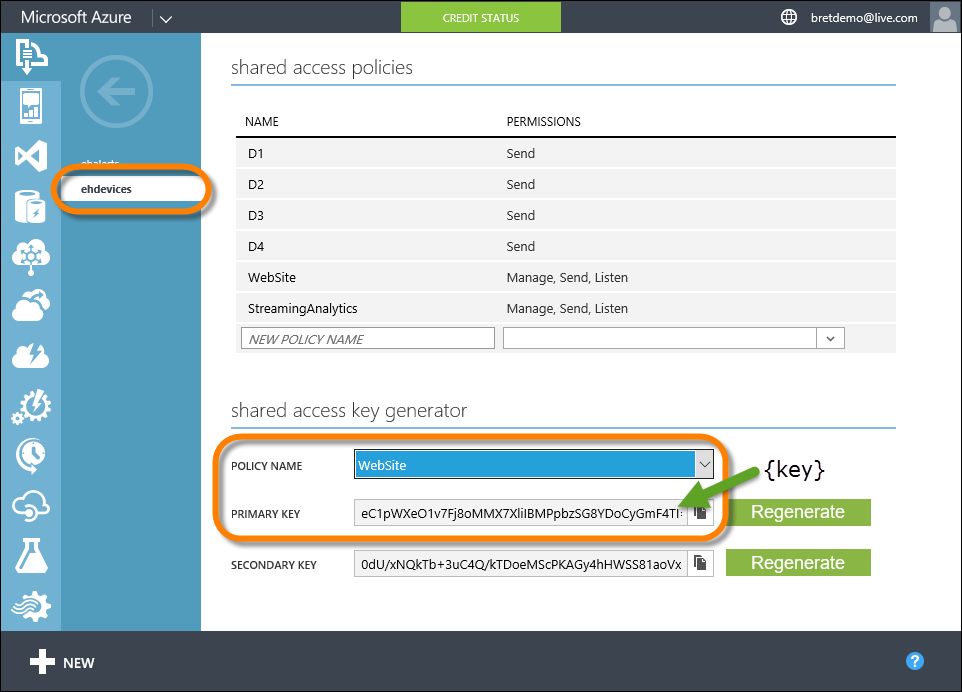 Microsoft Azure
CREDIT STATUS
bretdemo@live.com
shared access policies
NAME PERMISSIONS
ehalerts
D1 Send
ehdevices
D2 Send
D3 Send
D4 Send
WebSite Manage, Send, Listen
StreamingAnalytics Manage, Send, Listen
NEW POLICY NAME
shared access key generator
POLICY NAME WebSite
{key}
PRIMARY KEY eC1pWXeO1v7Fj8oMMX7XliIBMPpbzSG8YDoCyGmF4TI= Regenerate
SECONDARY KEY 0dU/xNQkTb+3uC4Q/kTDoeMScPKAGy4hHWSS81aoVx Regenerate
NEW
?